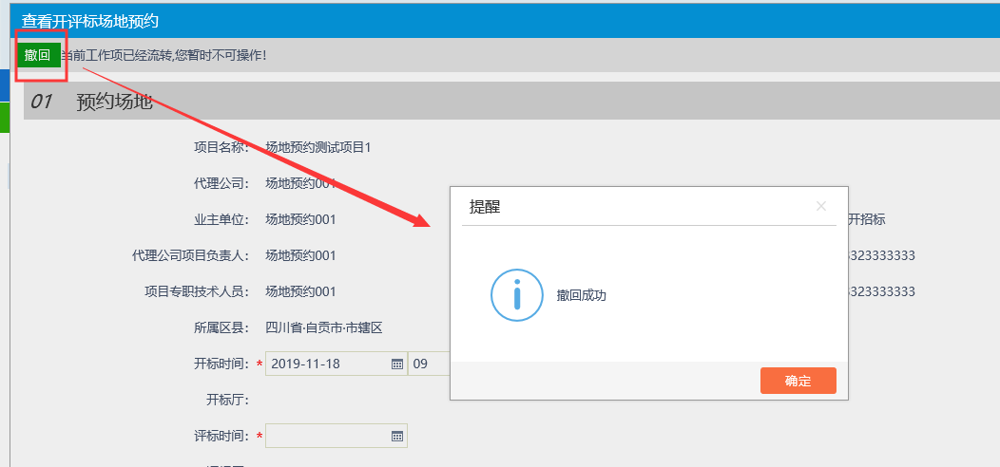 查看开评标场地预约
撤回 当前工作项已经流转,您暂时不可操作!
01 预约场地
项目名称: 场地预约测试项目1
代理公司: 场地预约001
业主单位: 场地预约001
开招标
代理公司项目负责人: 场地预约001
323333333
项目专职技术人员: 场地预约001
323333333
所属区县: 四川省·自贡市·市辖区
开标时间: * 2019-11-18 09
开标厅:
评标时间: *
提醒 ×
撤回成功
确定